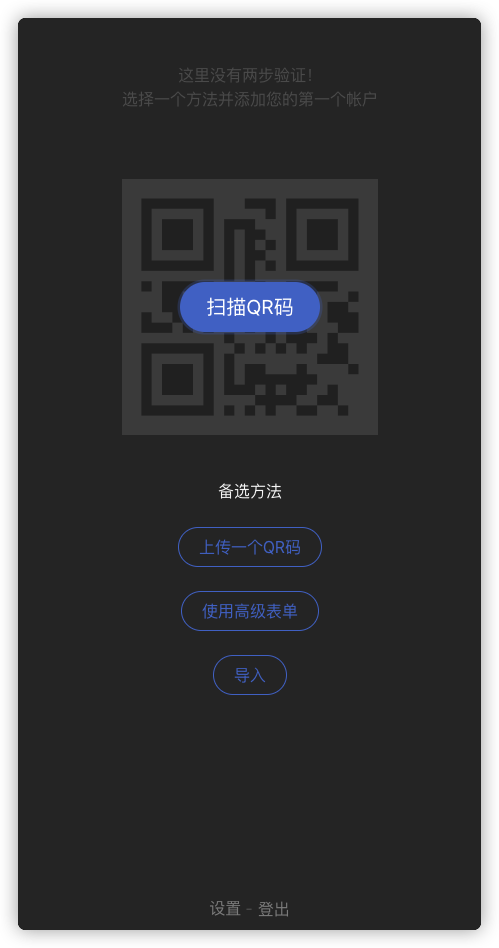 这里没有两步验证!
选择一个方法并添加您的第一个帐户
扫描QR码
备选方法
上传一个QR码
使用高级表单
导入
设置 - 登出